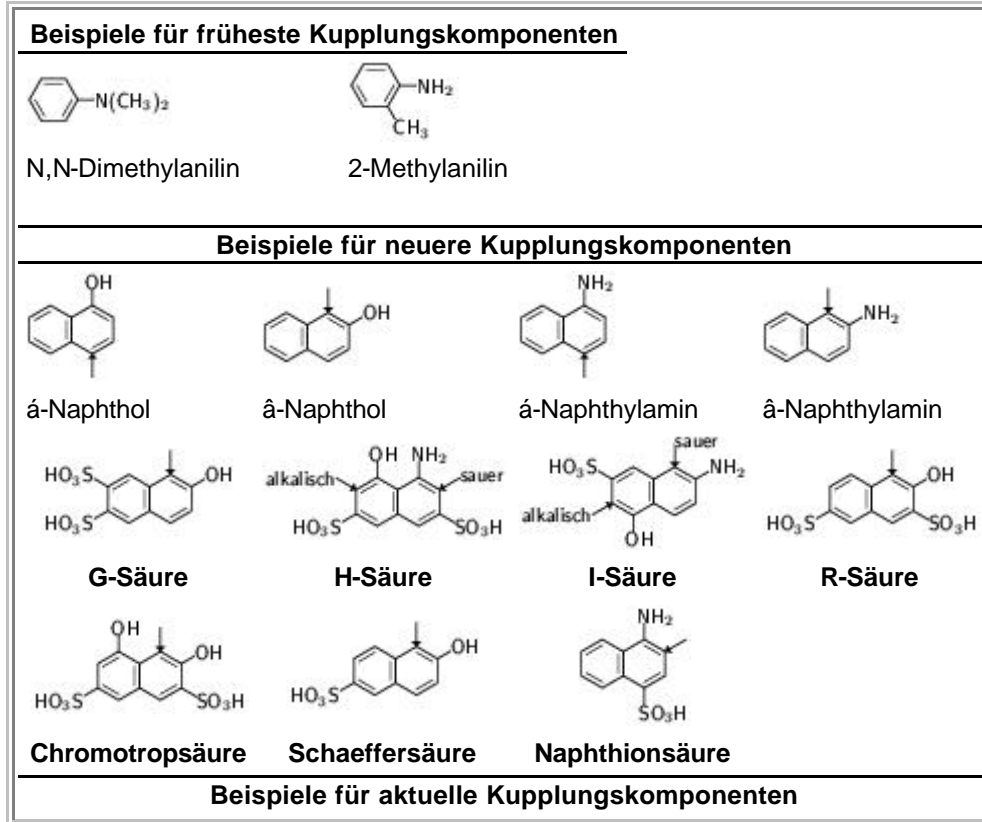 Beispiele für früheste Kupplungskomponenten
N(CH₃)₂
NH₂
CH₃
N,N-Dimethylanilin 2-Methylanilin
Beispiele für neuere Kupplungskomponenten
OH OH NH₂ NH₂
á-Naphthol â-Naphthol á-Naphthylamin â-Naphthylamin
HO₃S HO₃S OH
OH NH₂ alkalisch sauer HO₃S SO₃H
sauer HO₃S NH₂ alkalisch OH
OH HO₃S SO₃H
G-Säure H-Säure I-Säure R-Säure
OH OH HO₃S SO₃H
OH HO₃S
NH₂ SO₃H
Chromotropsäure Schaeffersäure Naphthionsäure
Beispiele für aktuelle Kupplungskomponenten